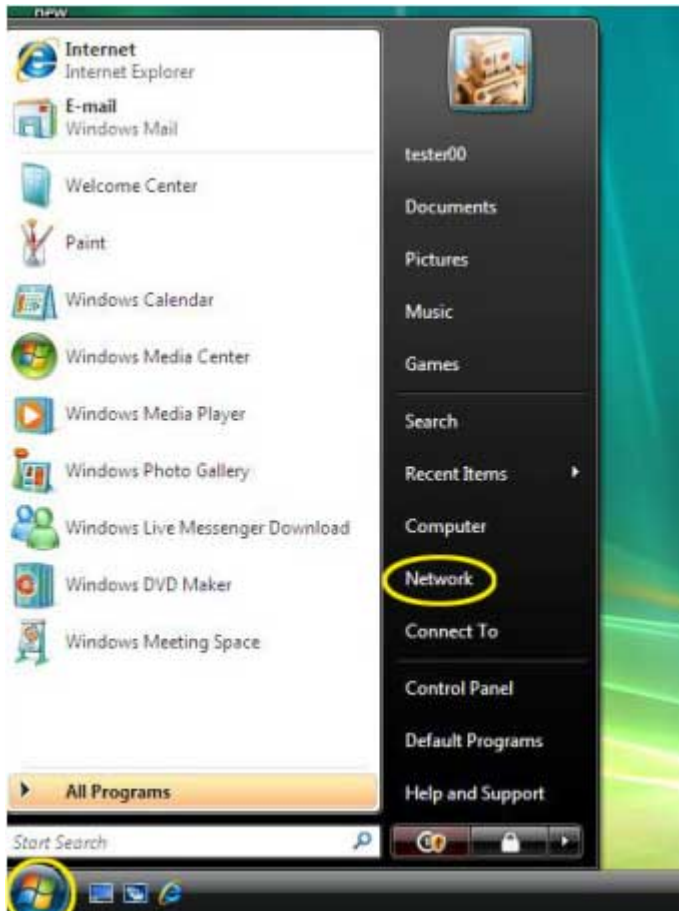 new
Internet
Internet Explorer
E-mail
Windows Mail
Welcome Center
Paint
Windows Calendar
Windows Media Center
Windows Media Player
Windows Photo Gallery
Windows Live Messenger Download
Windows DVD Maker
Windows Meeting Space
All Programs
Start Search
tester00
Documents
Pictures
Music
Games
Search
Recent Items
Computer
Network
Connect To
Control Panel
Default Programs
Help and Support